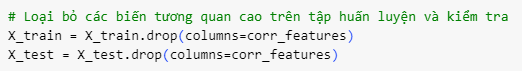 # Loại bỏ các biến tương quan cao trên tập huấn luyện và kiểm tra
X_train = X_train.drop(columns=corr_features)
X_test = X_test.drop(columns=corr_features)